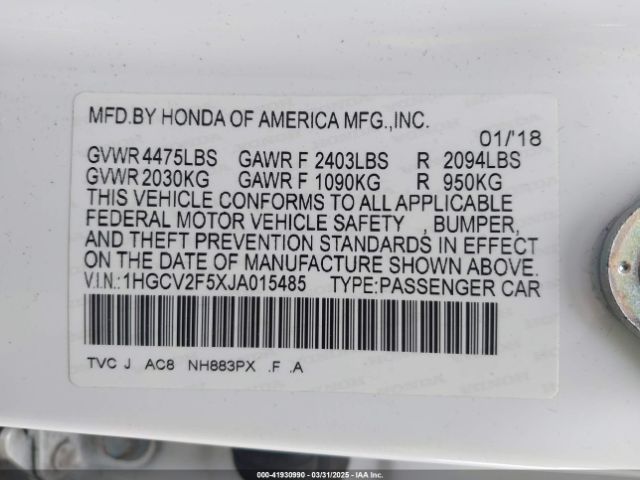 MFD.BY HONDA OF AMERICA MFG.,INC.
01/'18
GVWR 4475LBS GAWR F 2403LBS R 2094LBS
GVWR 2030KG GAWR F 1090KG R 950KG
THIS VEHICLE CONFORMS TO ALL APPLICABLE
FEDERAL MOTOR VEHICLE SAFETY , BUMPER,
AND THEFT PREVENTION STANDARDS IN EFFECT
ON THE DATE OF MANUFACTURE SHOWN ABOVE.
V.I.N.: 1HGCV2F5XJA015485 TYPE:PASSENGER CAR
TVC J AC8 NH883PX .F .A
000-41930990 — 03/31/2025 — IAA Inc.